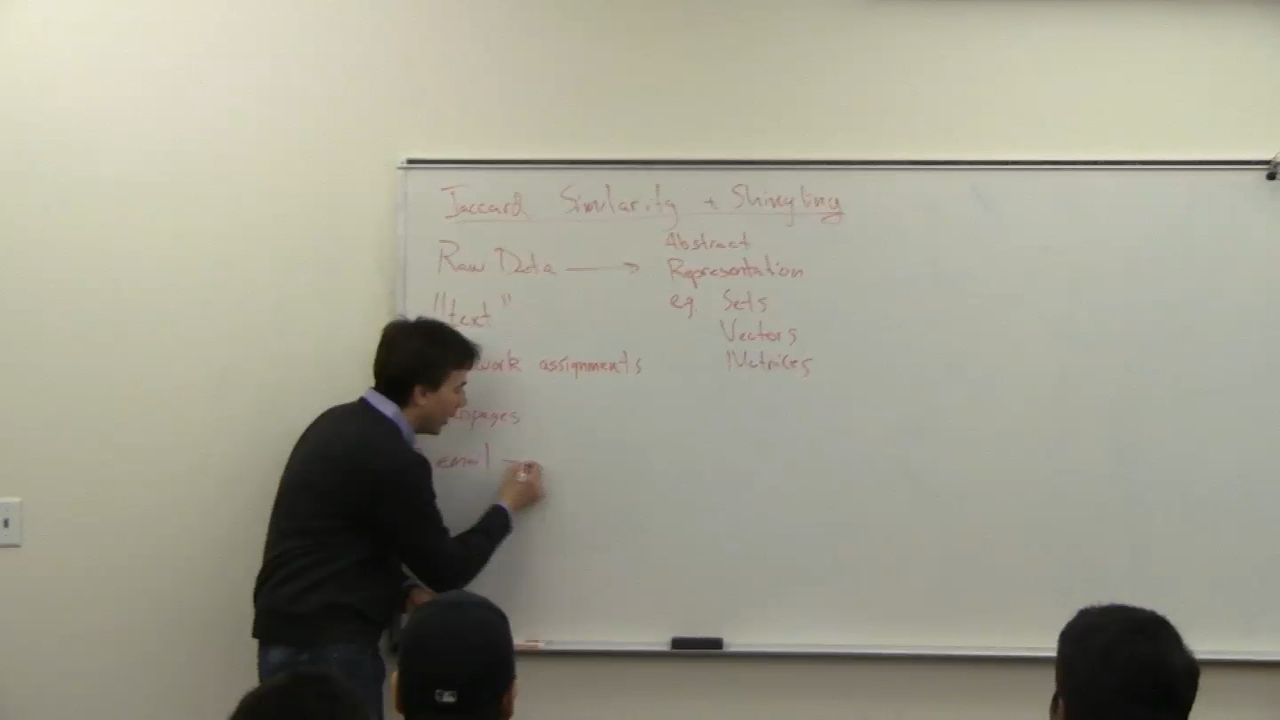 Jaccard Similarity + Shingling
Raw Data → Abstract Representation
"text"
eg Sets
Vectors
Matrices
work assignments
pages
email